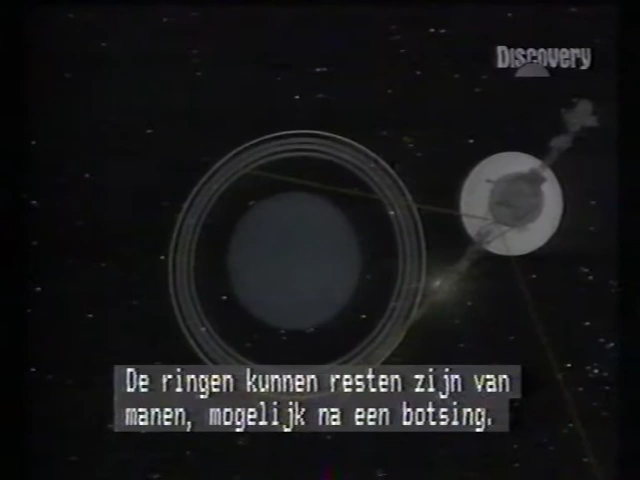 Discovery
De ringen kunnen resten zijn van
manen, mogelijk na een botsing.